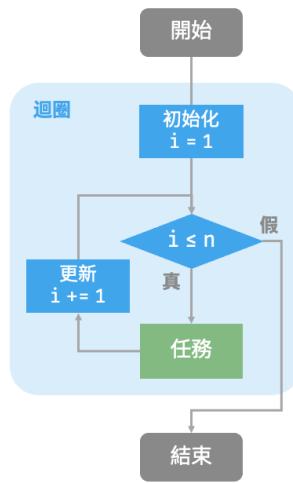 開始
迴圈
初始化
i = 1
i ≤ n
假
真
更新
i += 1
任務
結束